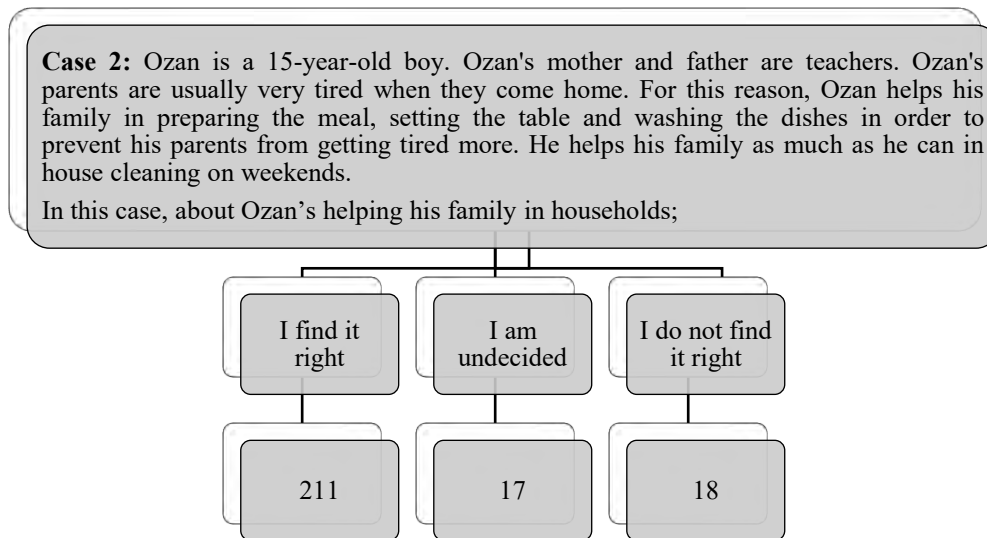 Case 2: Ozan is a 15-year-old boy. Ozan's mother and father are teachers. Ozan's
parents are usually very tired when they come home. For this reason, Ozan helps his
family in preparing the meal, setting the table and washing the dishes in order to
prevent his parents from getting tired more. He helps his family as much as he can in
house cleaning on weekends.
In this case, about Ozan’s helping his family in households;
I find it
right
I am
undecided
I do not find
it right
211
17
18